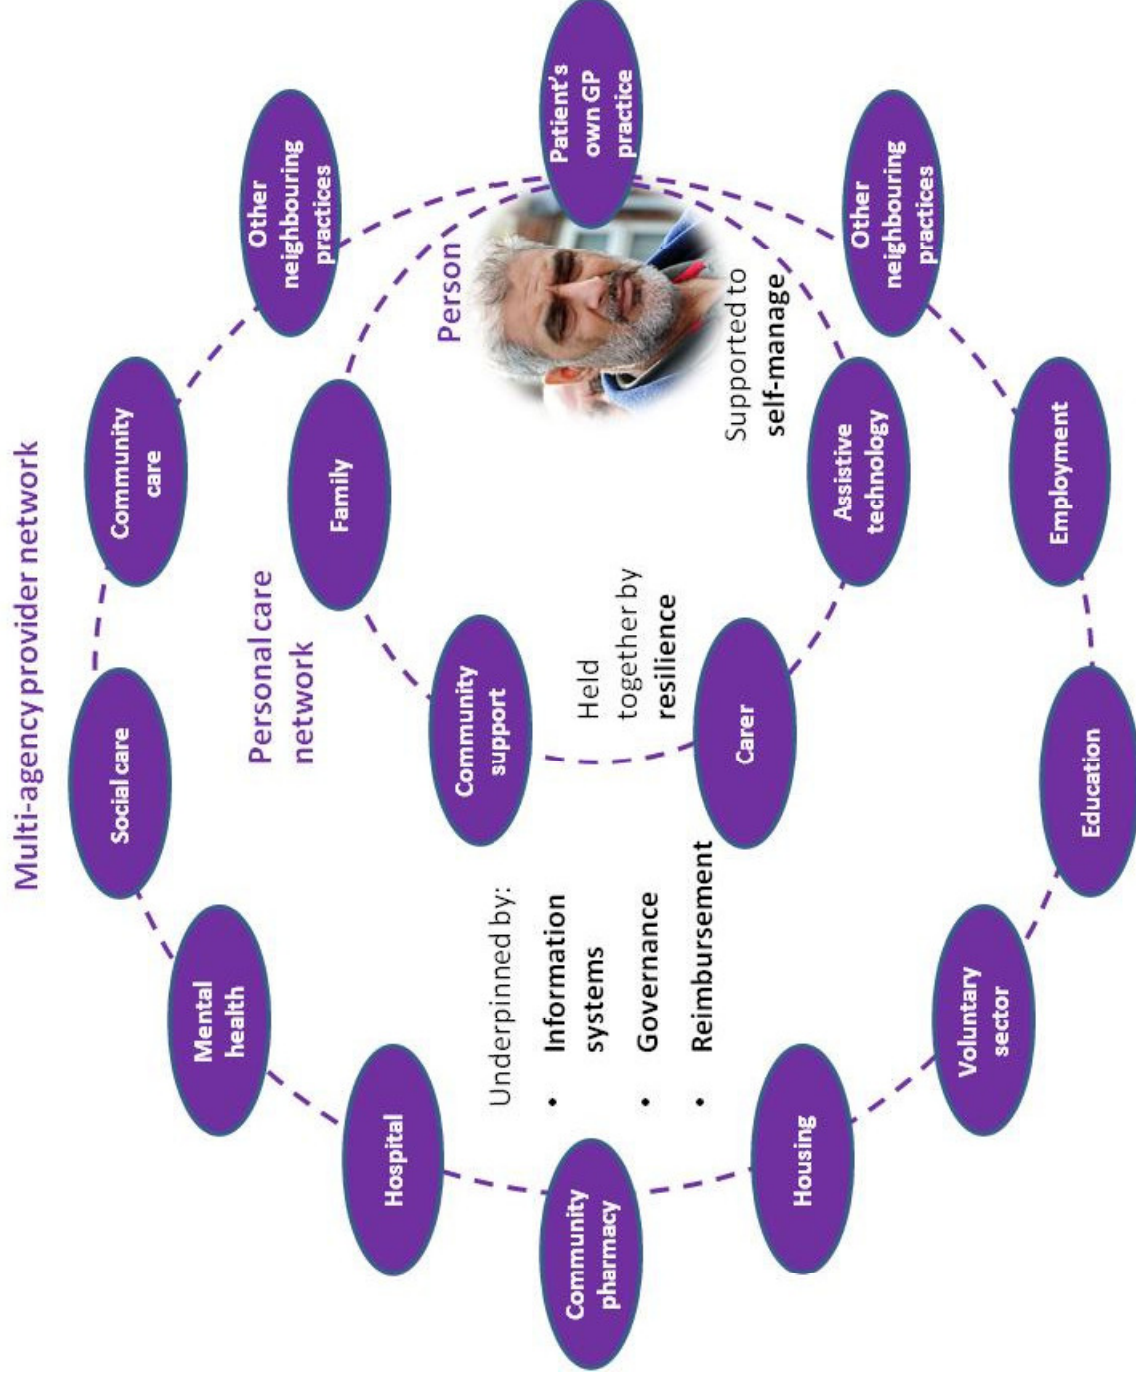 Multi-agency provider network
Patient's
own GP
practice
Other
neighbouring
practices
Community
care
Social care
Mental
health
Hospital
Community
pharmacy
Housing
Voluntary
sector
Education
Employment
Other
neighbouring
practices
Personal care
network
Family
Community
support
Carer
Assistive
technology
Person
Supported to
self-manage
Held
together by
resilience
Underpinned by:
• Information
systems
• Governance
• Reimbursement